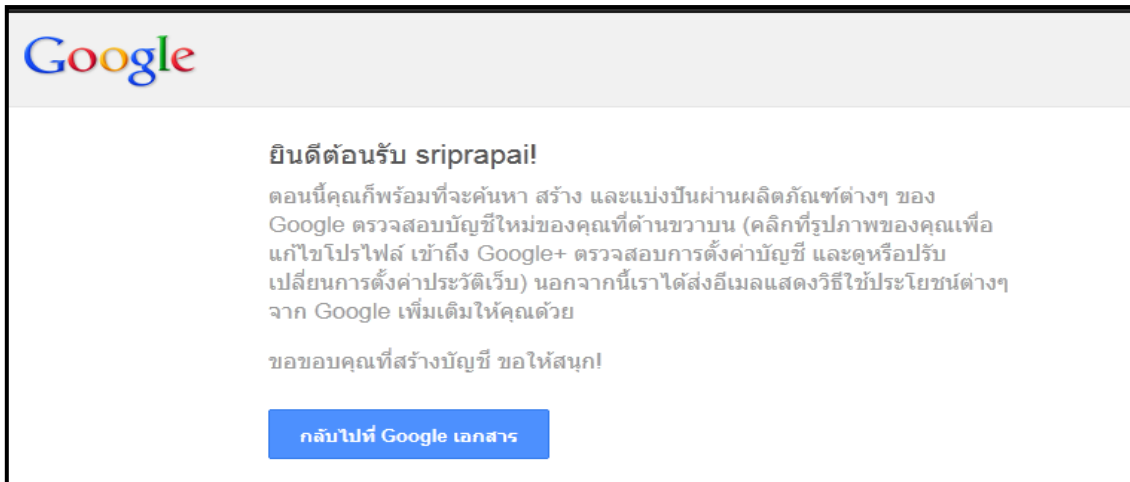 Google
ยินดีต้อนรับ sriprapai!
ตอนนี้คุณก็พร้อมที่จะค้นหา สร้าง และแบ่งปันผ่านผลิตภัณฑ์ต่างๆ ของ
Google ตรวจสอบบัญชีใหม่ของคุณที่ด้านขวาบน (คลิกที่รูปภาพของคุณเพื่อ
แก้ไขโปรไฟล์ เข้าถึง Google+ ตรวจสอบการตั้งค่าบัญชี และดูหรือปรับ
เปลี่ยนการตั้งค่าประวัติเว็บ) นอกจากนี้เราได้ส่งอีเมลแสดงวิธีใช้ประโยชน์ต่างๆ
จาก Google เพิ่มเติมให้คุณด้วย
ขอขอบคุณที่สร้างบัญชี ขอให้สนุก!
กลับไปที่ Google เอกสาร